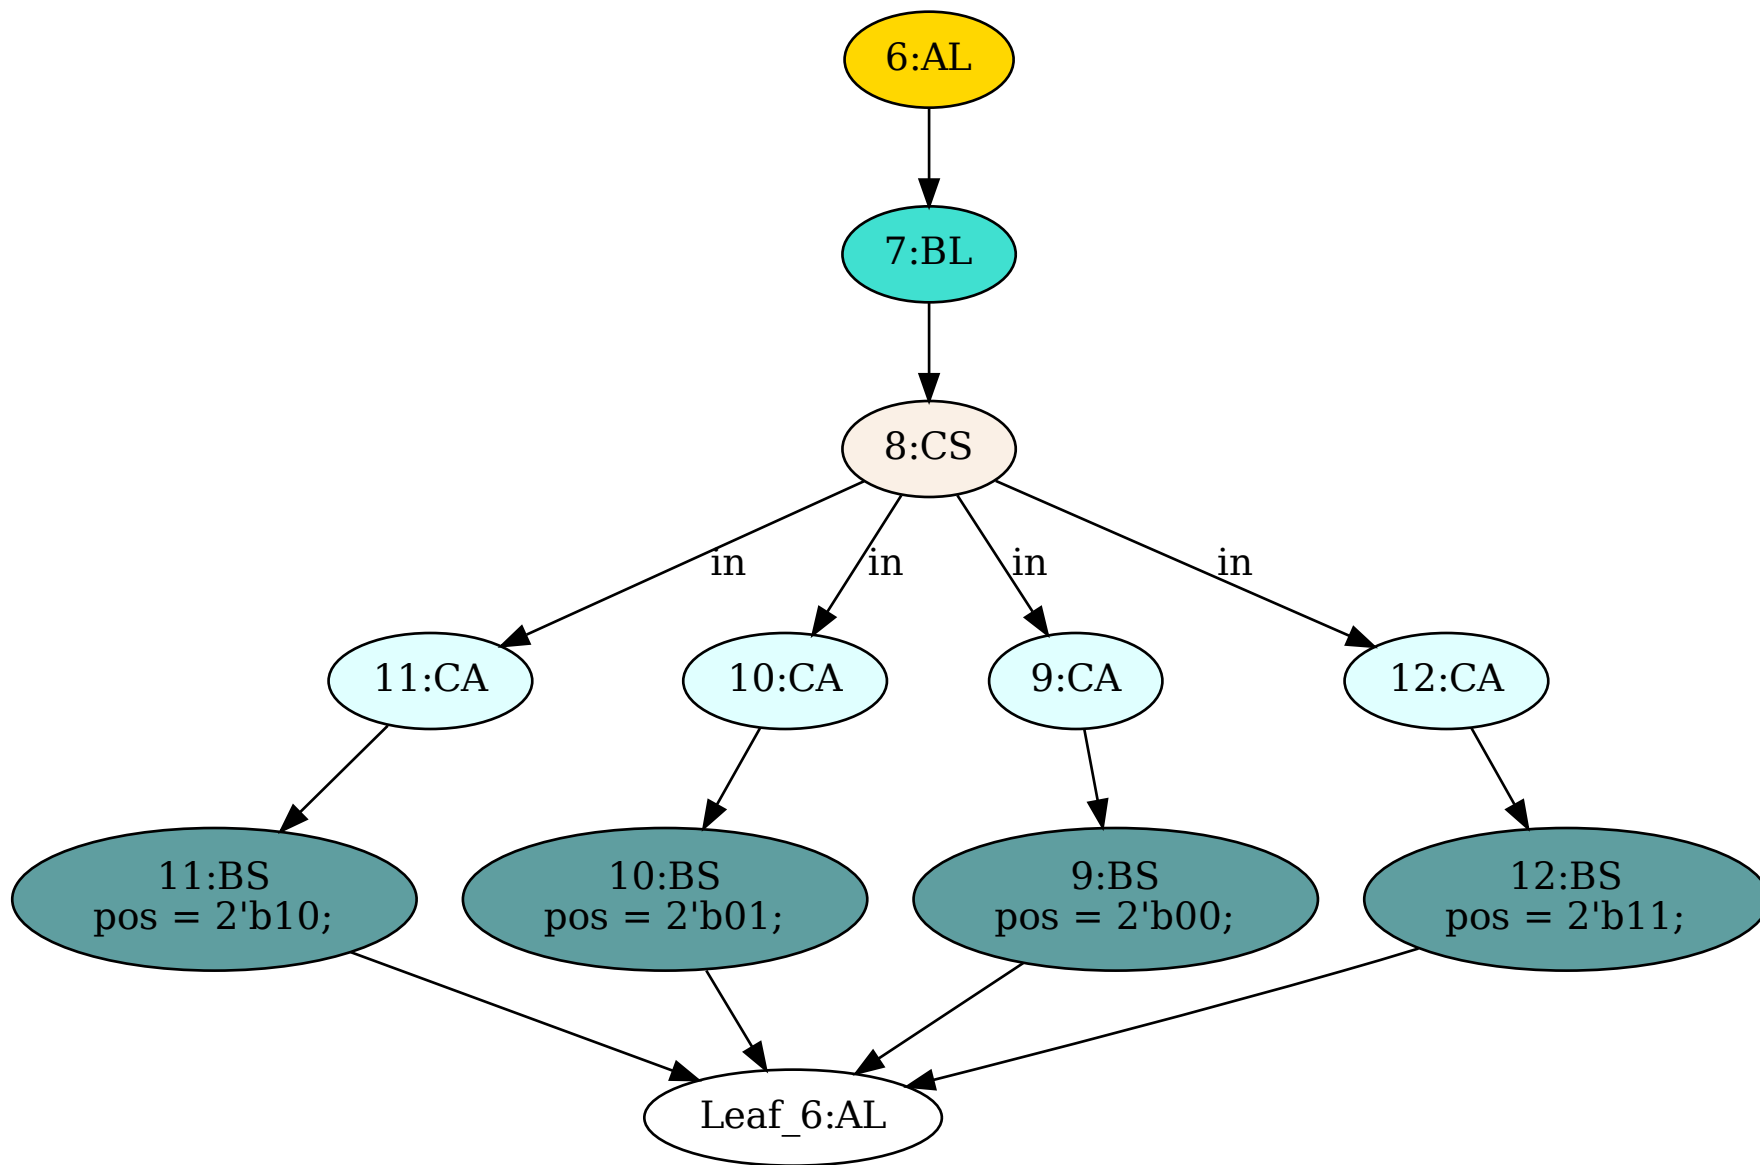 6:AL
7:BL
8:CS
in
in
in
in
11:CA
10:CA
9:CA
12:CA
11:BS
pos = 2'b10;
10:BS
pos = 2'b01;
9:BS
pos = 2'b00;
12:BS
pos = 2'b11;
Leaf_6:AL